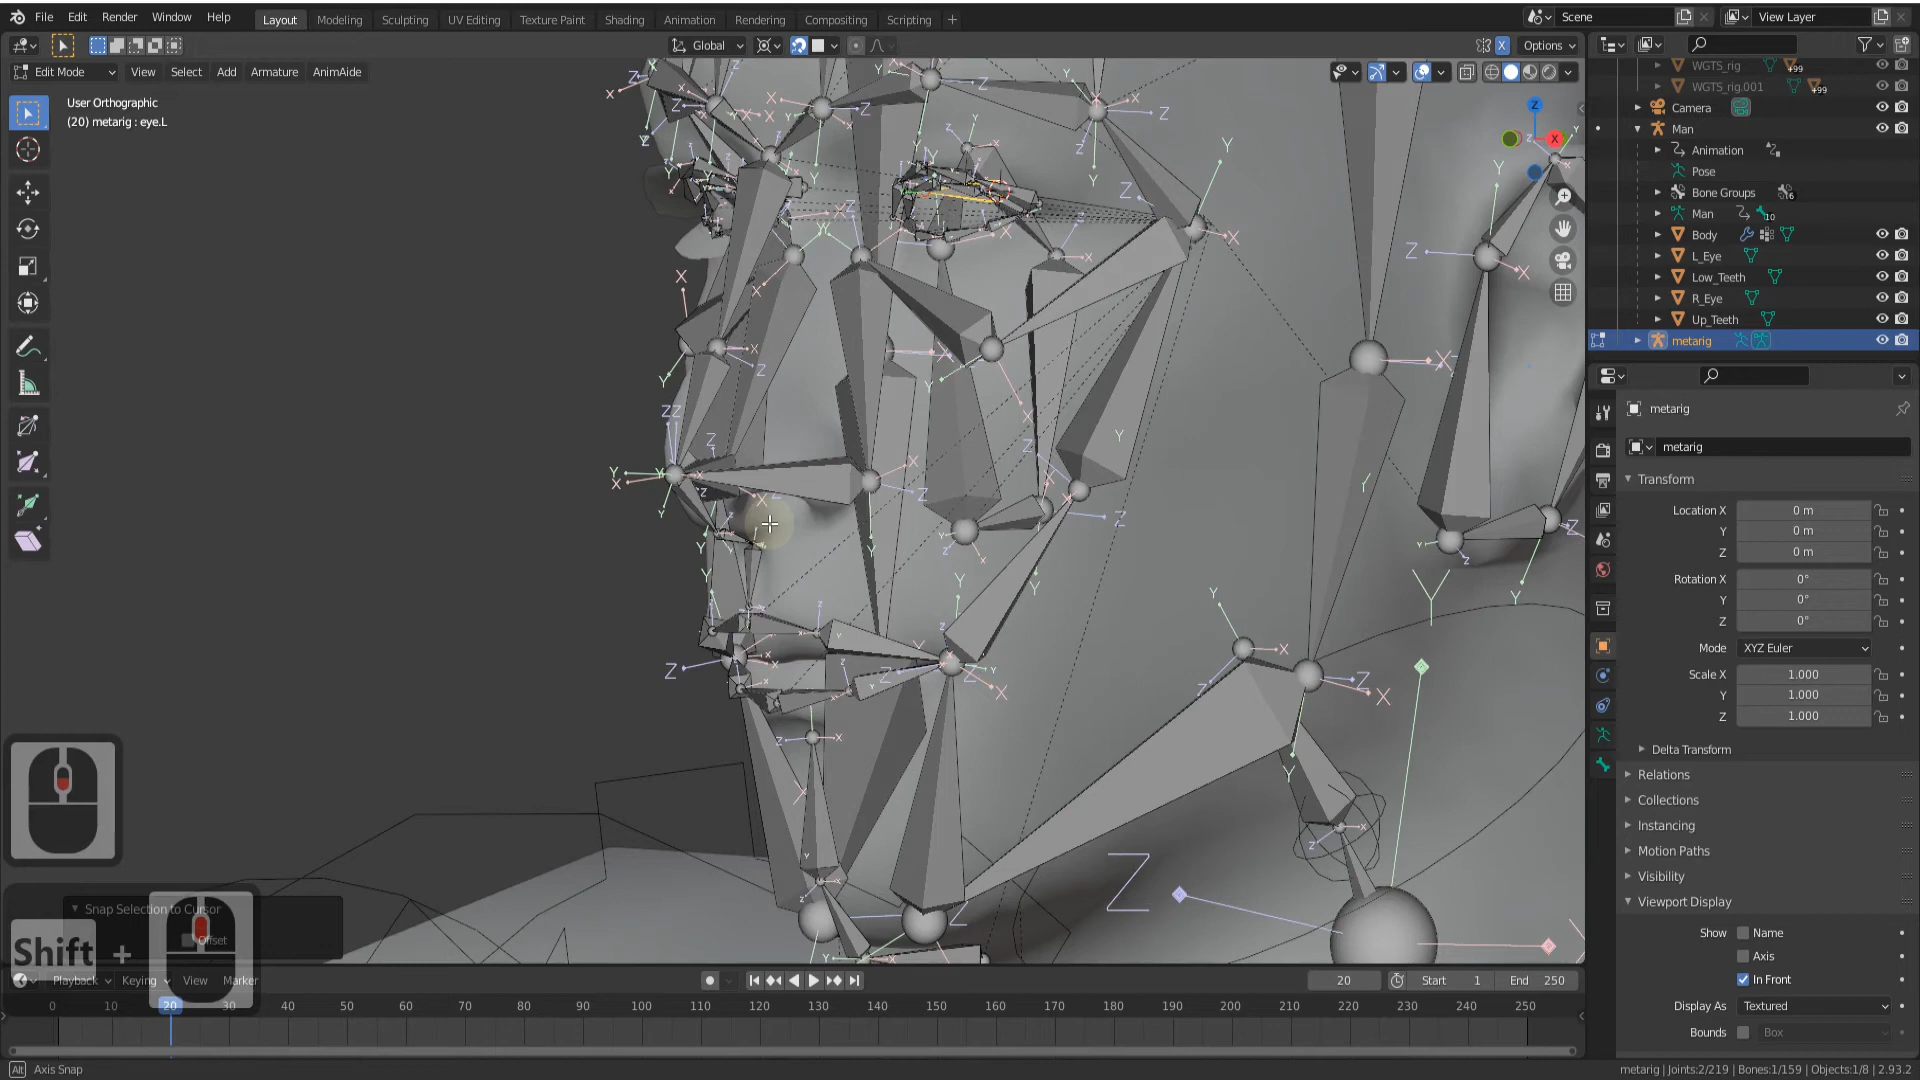 File Edit Render Window Help Layout Modeling Sculpting UV Editing Texture Paint Shading Animation Rendering Compositing Scripting + Scene View Layer
Global Options
Edit Mode View Select Add Armature AnimAide
User Orthographic
(20) metarig : eye.L
WGTS_rig +99
WGTS_rig.001 +99
Camera
Man
Animation
Pose
Bone Groups 6
Man 10
Body
L_Eye
Low_Teeth
R_Eye
Up_Teeth
metarig
metarig
metarig
Transform
Location X 0 m
Y 0 m
Z 0 m
Rotation X 0°
Y 0°
Z 0°
Mode XYZ Euler
Scale X 1.000
Y 1.000
Z 1.000
Delta Transform
Relations
Collections
Instancing
Motion Paths
Visibility
Viewport Display
Show Name
Axis
In Front
Display As Textured
Bounds Box
Snap Selection to Cursor
Offset
Shift +
Playback Keying View Marker 20 Start 1 End 250
0 10 20 30 40 50 60 70 80 90 100 110 120 130 140 150 160 170 180 190 200 210 220 230 240 250
Alt Axis Snap metarig | Joints:2/219 | Bones:1/159 | Objects:1/8 | 2.93.2